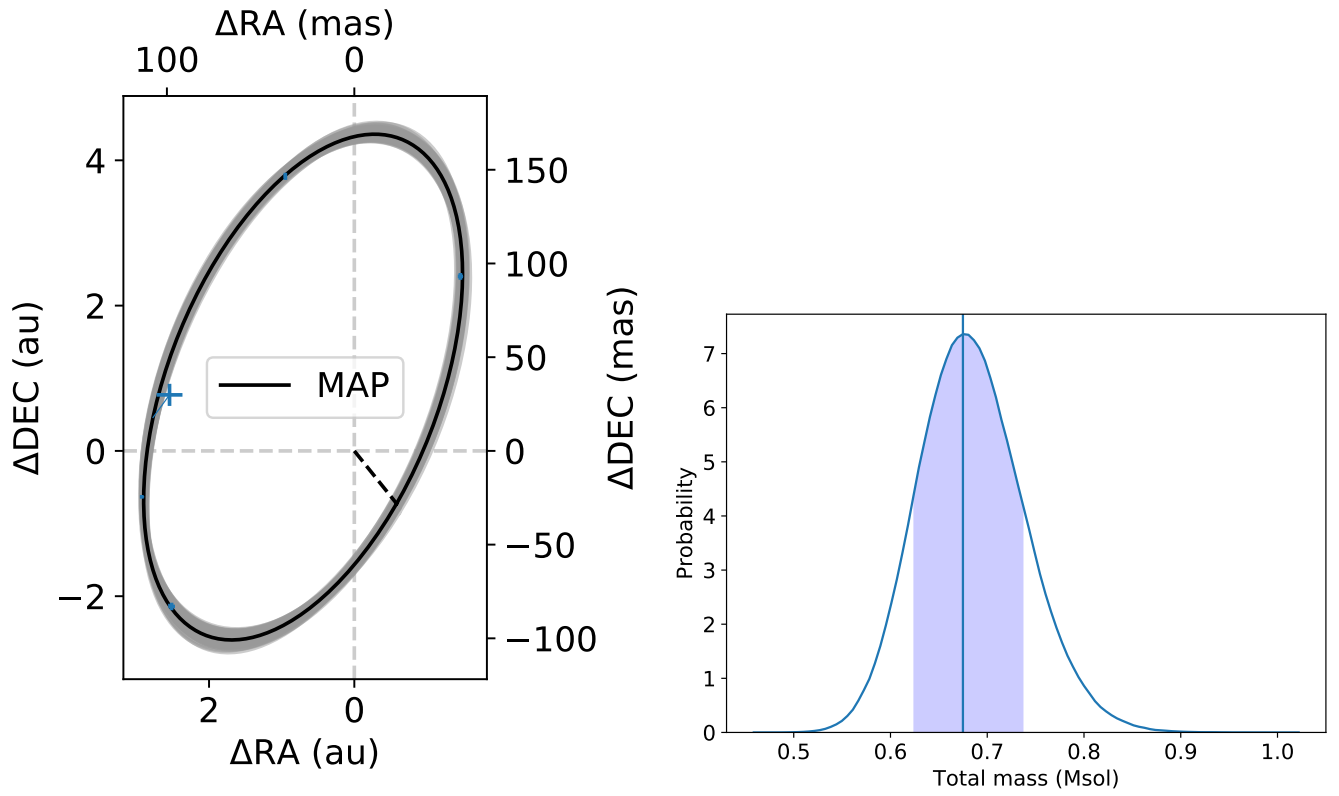 ΔRA (mas)
100 0
4
2
0
−2
ΔDEC (au)
MAP
150
100
50
0
−50
−100
ΔDEC (mas)
2 0
ΔRA (au)
7
6
5
4
3
2
1
0
Probability
0.5 0.6 0.7 0.8 0.9 1.0
Total mass (Msol)